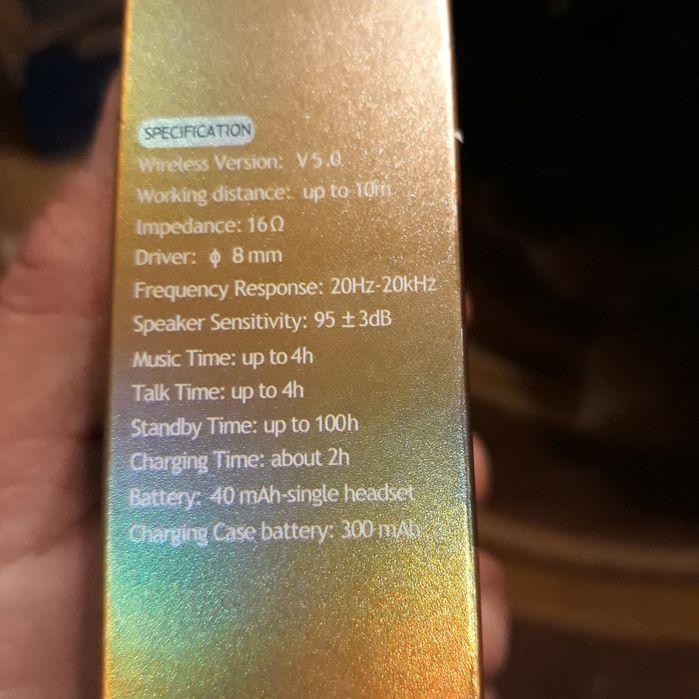 SPECIFICATION
Wireless Version: V5.0
Working distance: up to 10m
Impedance: 16Ω
Driver: ϕ 8mm
Frequency Response: 20Hz-20kHz
Speaker Sensitivity: 95 ±3dB
Music Time: up to 4h
Talk Time: up to 4h
Standby Time: up to 100h
Charging Time: about 2h
Battery: 40 mAh-single headset
Charging Case battery: 300 mAh